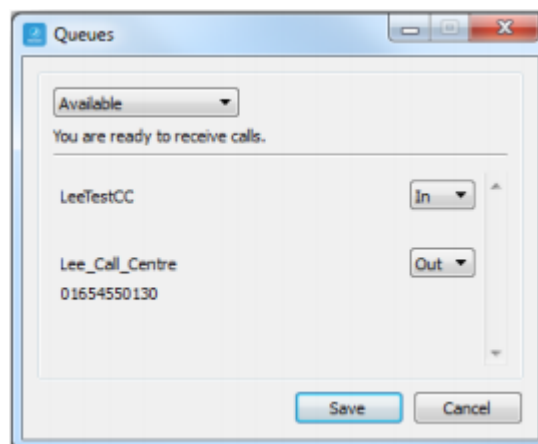 Queues
Available
You are ready to receive calls.
LeeTestCC
In
Lee_Call_Centre
Out
01654550130
Save
Cancel